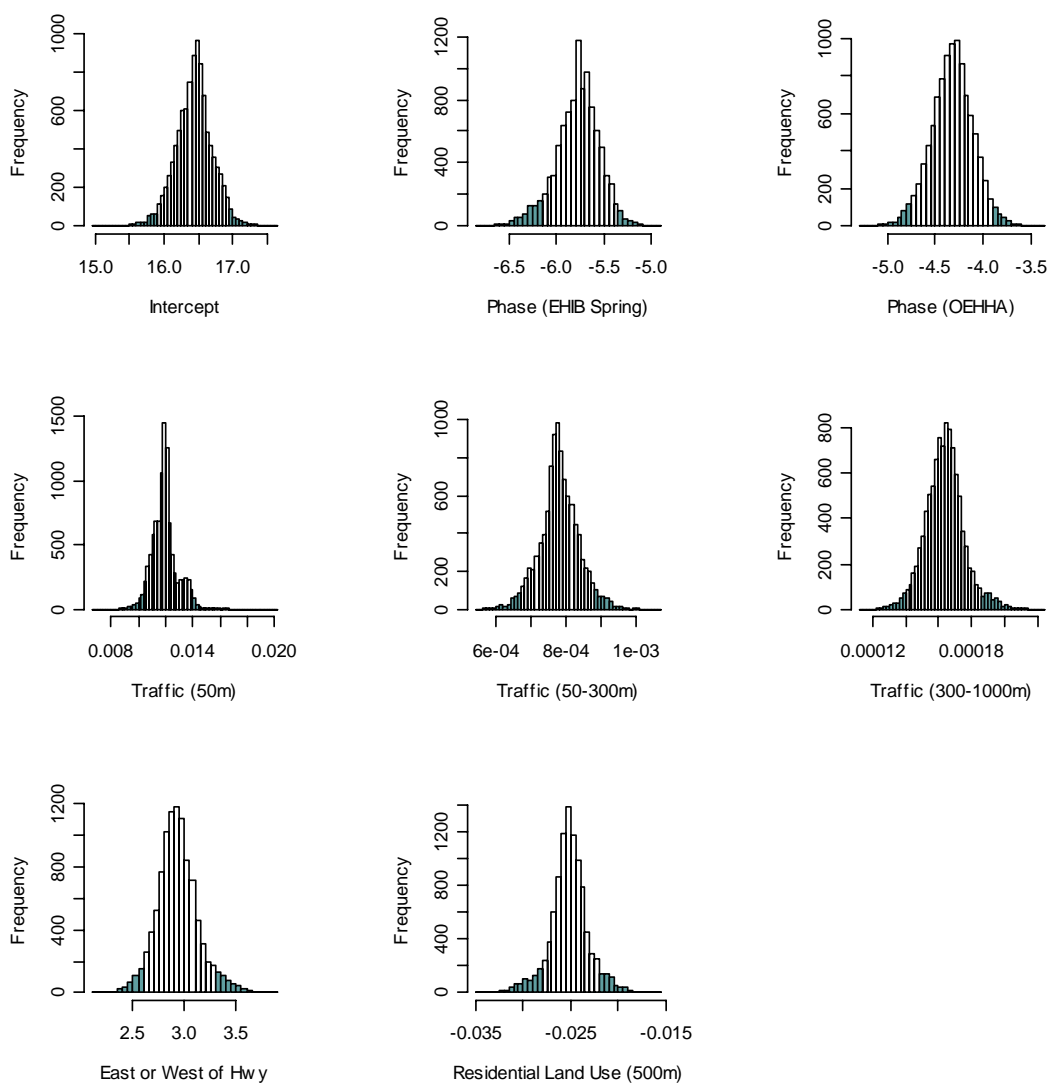 Frequency
0 200 600 1000
15.0 16.0 17.0
Intercept
Frequency
0 400 800 1200
-6.5 -6.0 -5.5 -5.0
Phase (EHIB Spring)
Frequency
0 200 600 1000
-5.0 -4.5 -4.0 -3.5
Phase (OEHHA)
Frequency
0 500 1000 1500
0.008 0.014 0.020
Traffic (50m)
Frequency
0 200 600 1000
6e-04 8e-04 1e-03
Traffic (50-300m)
Frequency
0 200 400 600 800
0.00012 0.00018
Traffic (300-1000m)
Frequency
0 400 800 1200
2.5 3.0 3.5
East or West of Hwy
Frequency
0 400 800 1200
-0.035 -0.025 -0.015
Residential Land Use (500m)